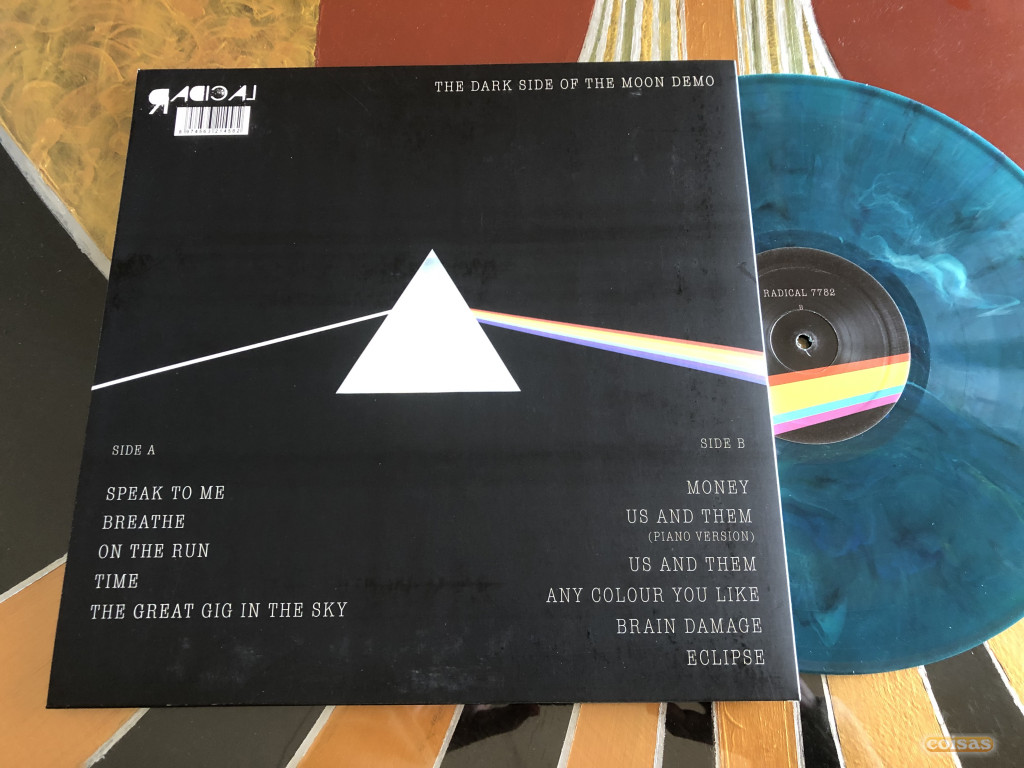 RADICAL
THE DARK SIDE OF THE MOON DEMO
RADICAL 7782
B
SIDE A
SPEAK TO ME
BREATHE
ON THE RUN
TIME
THE GREAT GIG IN THE SKY
SIDE B
MONEY
US AND THEM
(PIANO VERSION)
US AND THEM
ANY COLOUR YOU LIKE
BRAIN DAMAGE
ECLIPSE
coisas